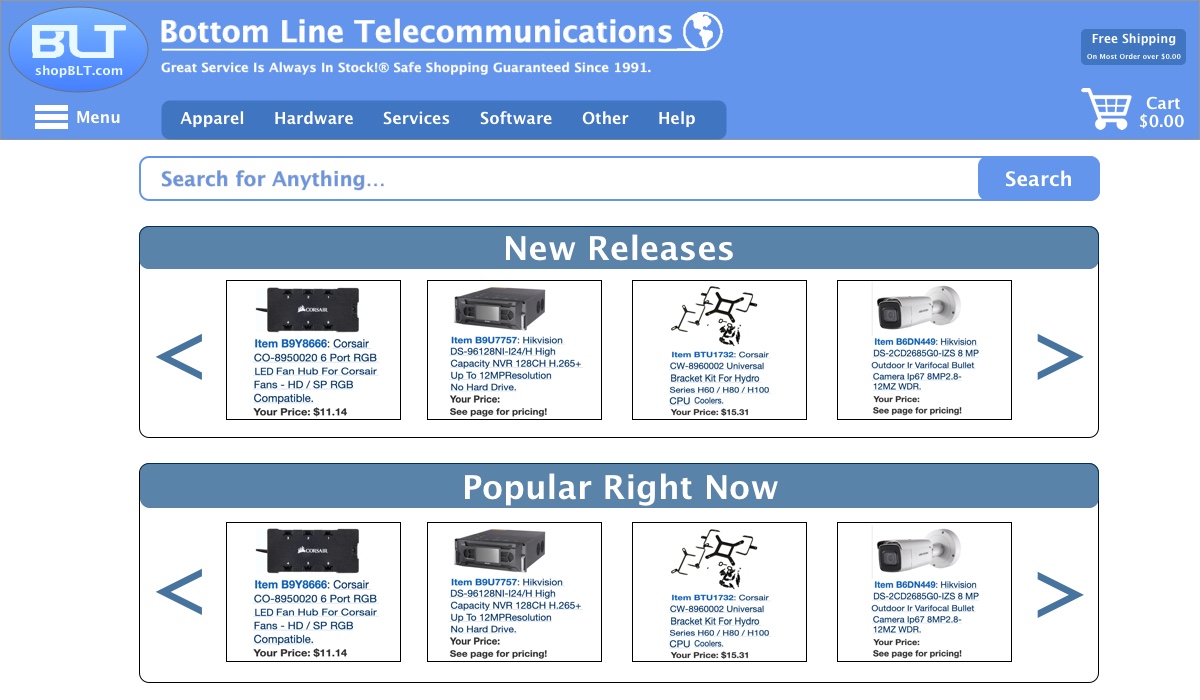 BLT
shopBLT.com
Bottom Line Telecommunications
Great Service Is Always In Stock!® Safe Shopping Guaranteed Since 1991.
Free Shipping
On Most Order over $0.00
Menu
Apparel Hardware Services Software Other Help
Cart
$0.00
Search for Anything...
Search
New Releases
<
CORSAIR
Item B9Y8666: Corsair
CO-8950020 6 Port RGB
LED Fan Hub For Corsair
Fans - HD / SP RGB
Compatible.
Your Price: $11.14
Item B9U7757: Hikvision
DS-96128NI-I24/H High
Capacity NVR 128CH H.265+
Up To 12MPResolution
No Hard Drive.
Your Price:
See page for pricing!
Item BTU1732: Corsair
CW-8960002 Universal
Bracket Kit For Hydro
Series H60 / H80 / H100
CPU Coolers.
Your Price: $15.31
Item B6DN449: Hikvision
DS-2CD2685G0-IZS 8 MP
Outdoor Ir Varifocal Bullet
Camera Ip67 8MP2.8-
12MZ WDR.
Your Price:
See page for pricing!
>
Popular Right Now
<
CORSAIR
Item B9Y8666: Corsair
CO-8950020 6 Port RGB
LED Fan Hub For Corsair
Fans - HD / SP RGB
Compatible.
Your Price: $11.14
Item B9U7757: Hikvision
DS-96128NI-I24/H High
Capacity NVR 128CH H.265+
Up To 12MPResolution
No Hard Drive.
Your Price:
See page for pricing!
Item BTU1732: Corsair
CW-8960002 Universal
Bracket Kit For Hydro
Series H60 / H80 / H100
CPU Coolers.
Your Price: $15.31
Item B6DN449: Hikvision
DS-2CD2685G0-IZS 8 MP
Outdoor Ir Varifocal Bullet
Camera Ip67 8MP2.8-
12MZ WDR.
Your Price:
See page for pricing!
>